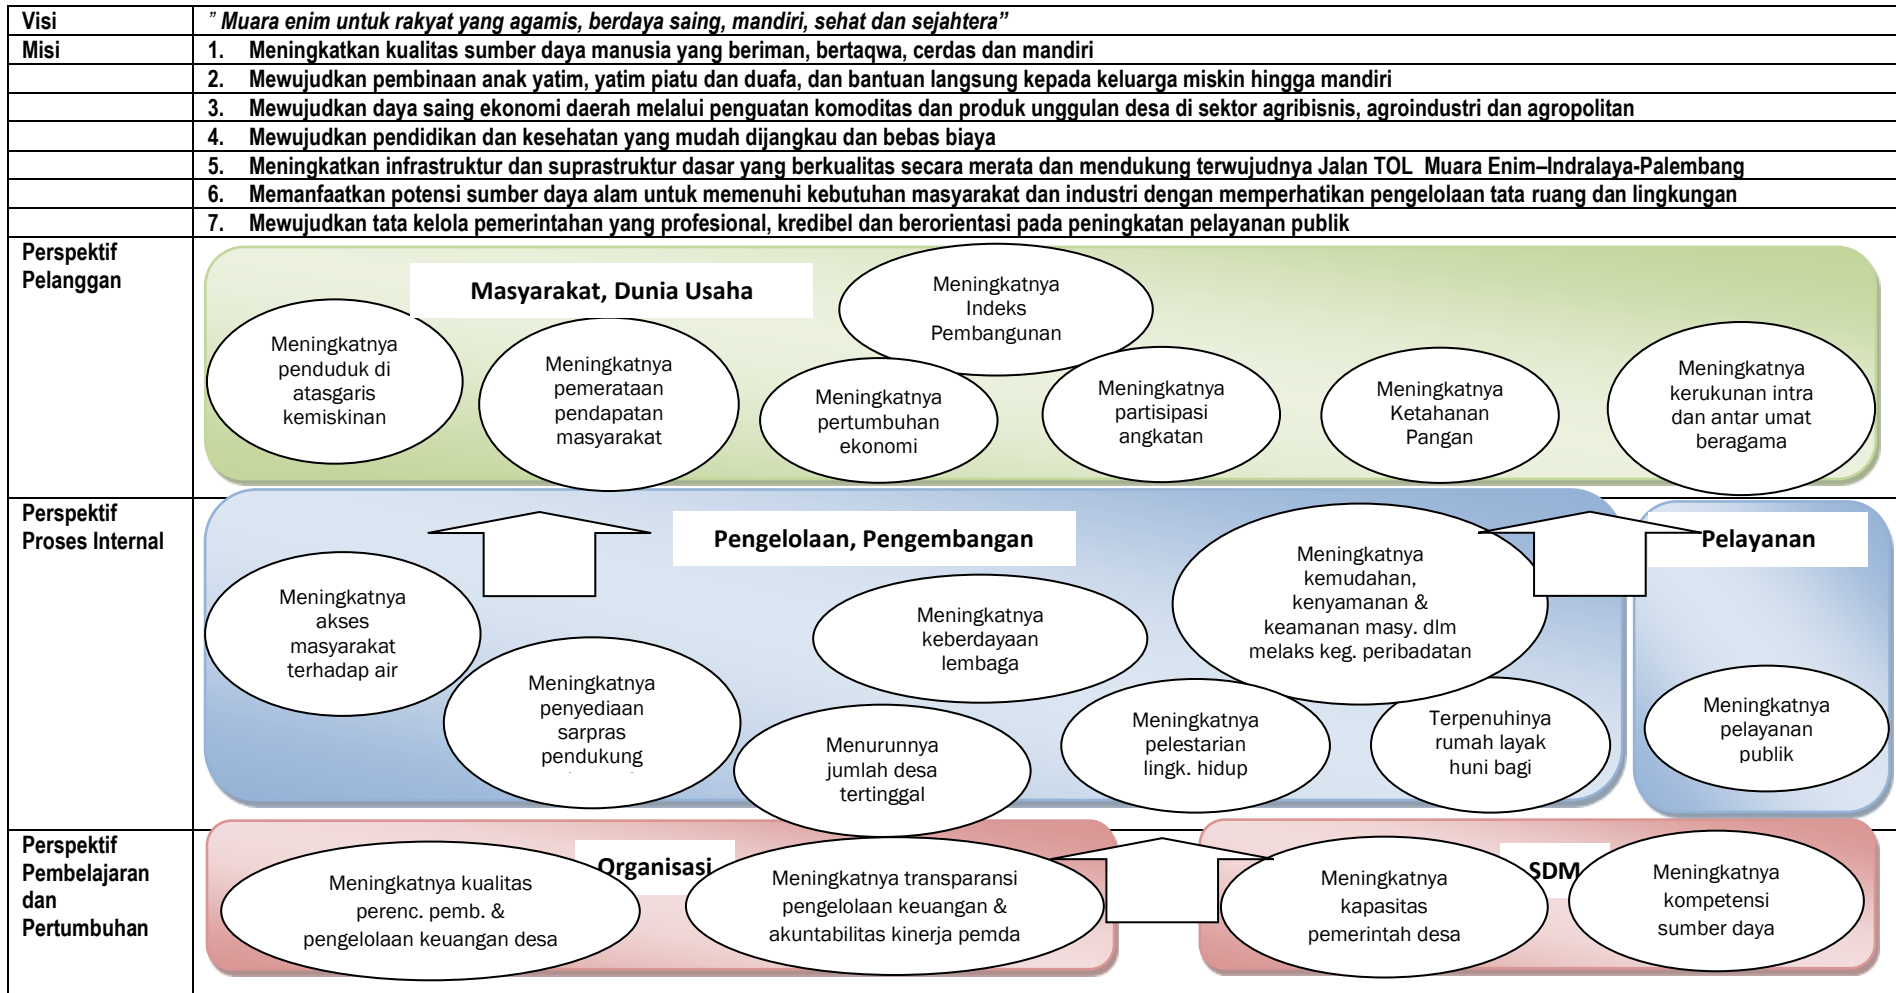 Visi
” Muara enim untuk rakyat yang agamis, berdaya saing, mandiri, sehat dan sejahtera”
Misi
1. Meningkatkan kualitas sumber daya manusia yang beriman, bertaqwa, cerdas dan mandiri
2. Mewujudkan pembinaan anak yatim, yatim piatu dan duafa, dan bantuan langsung kepada keluarga miskin hingga mandiri
3. Mewujudkan daya saing ekonomi daerah melalui penguatan komoditas dan produk unggulan desa di sektor agribisnis, agroindustri dan agropolitan
4. Mewujudkan pendidikan dan kesehatan yang mudah dijangkau dan bebas biaya
5. Meningkatkan infrastruktur dan suprastruktur dasar yang berkualitas secara merata dan mendukung terwujudnya Jalan TOL Muara Enim–Indralaya-Palembang
6. Memanfaatkan potensi sumber daya alam untuk memenuhi kebutuhan masyarakat dan industri dengan memperhatikan pengelolaan tata ruang dan lingkungan
7. Mewujudkan tata kelola pemerintahan yang profesional, kredibel dan berorientasi pada peningkatan pelayanan publik
Perspektif
Pelanggan
Masyarakat, Dunia Usaha
Meningkatnya
penduduk di
atasgaris
kemiskinan
Meningkatnya
pemerataan
pendapatan
masyarakat
Meningkatnya
Indeks
Pembangunan
Meningkatnya
pertumbuhan
ekonomi
Meningkatnya
partisipasi
angkatan
Meningkatnya
Ketahanan
Pangan
Meningkatnya
kerukunan intra
dan antar umat
beragama
Perspektif
Proses Internal
Pengelolaan, Pengembangan
Pelayanan
Meningkatnya
akses
masyarakat
terhadap air
Meningkatnya
penyediaan
sarpras
pendukung
Meningkatnya
keberdayaan
lembaga
Menurunnya
jumlah desa
tertinggal
Meningkatnya
kemudahan,
kenyamanan &
keamanan masy. dlm
melaks keg. peribadatan
Meningkatnya
pelestarian
lingk. hidup
Terpenuhinya
rumah layak
huni bagi
Meningkatnya
pelayanan
publik
Perspektif
Pembelajaran
dan
Pertumbuhan
Organisasi
Meningkatnya kualitas
perenc. pemb. &
pengelolaan keuangan desa
Meningkatnya transparansi
pengelolaan keuangan &
akuntabilitas kinerja pemda
SDM
Meningkatnya
kapasitas
pemerintah desa
Meningkatnya
kompetensi
sumber daya